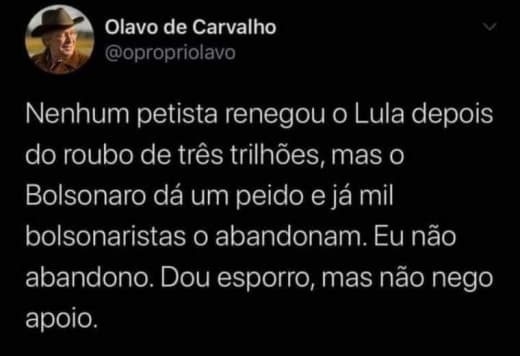 Olavo de Carvalho
@opropriolavo
Nenhum petista renegou o Lula depois
do roubo de três trilhões, mas o
Bolsonaro dá um peido e já mil
bolsonaristas o abandonam. Eu não
abandono. Dou esporro, mas não nego
apoio.